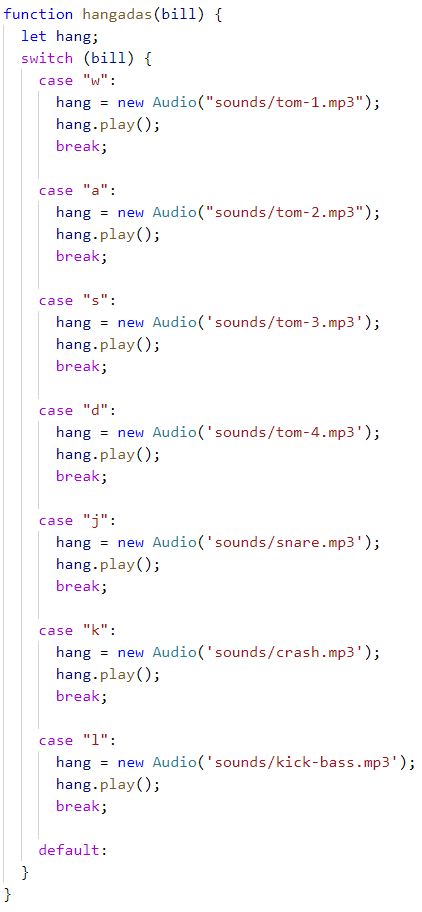 function hangadas(bill) {
  let hang;
  switch (bill) {
    case "w":
      hang = new Audio("sounds/tom-1.mp3");
      hang.play();
      break;

    case "a":
      hang = new Audio("sounds/tom-2.mp3");
      hang.play();
      break;

    case "s":
      hang = new Audio('sounds/tom-3.mp3');
      hang.play();
      break;

    case "d":
      hang = new Audio('sounds/tom-4.mp3');
      hang.play();
      break;

    case "j":
      hang = new Audio('sounds/snare.mp3');
      hang.play();
      break;

    case "k":
      hang = new Audio('sounds/crash.mp3');
      hang.play();
      break;

    case "l":
      hang = new Audio('sounds/kick-bass.mp3');
      hang.play();
      break;

    default:
  }
}